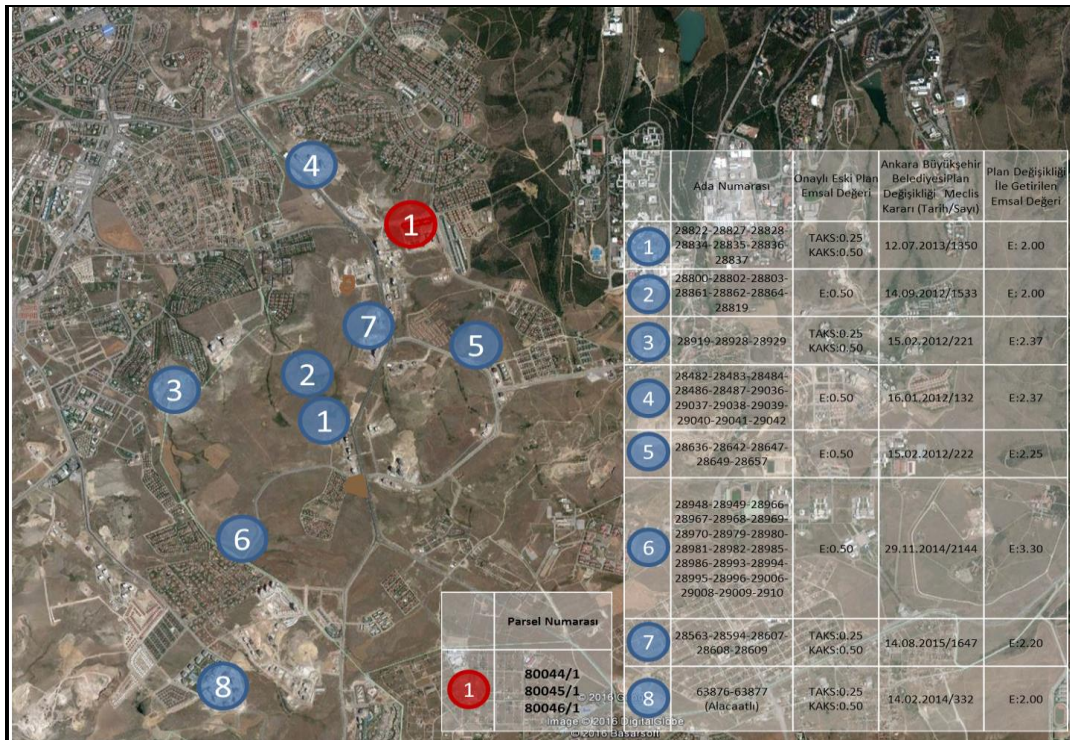 4
1
7
5
2
3
1
6
8
Ada Numarası
Onaylı Eski Plan
Emsal Değeri
Ankara Büyükşehir
BelediyesiPlan
Değişikliği Meclis
Kararı (Tarih/Sayı)
Plan Değişikliği
İle Getirilen
Emsal Değeri
1
28822-28827-28828-
28834-28835-28836-
28837
TAKS:0.25
KAKS:0.50
12.07.2013/1350
E: 2.00
2
28800-28802-28803-
28861-28862-28864-
28819
E:0.50
14.09.2012/1533
E: 2.00
3
28919-28928-28929
TAKS:0.25
KAKS:0.50
15.02.2012/221
E:2.37
4
28482-28483-28484-
28486-28487-29036-
29037-29038-29039-
29040-29041-29042
E:0.50
16.01.2012/132
E:2.37
5
28636-28642-28647-
28649-28657
E:0.50
15.02.2012/222
E:2.25
6
28948-28949-28966-
28967-28968-28969-
28970-28979-28980-
28981-28982-28985-
28986-28993-28994-
28995-28996-29006-
29008-29009-2910
E:0.50
29.11.2014/2144
E:3.30
7
28563-28594-28607-
28608-28609
TAKS:0.25
KAKS:0.50
14.08.2015/1647
E:2.20
8
63876-63877
(Alacaatlı)
TAKS:0.25
KAKS:0.50
14.02.2014/332
E:2.00
Parsel Numarası
1
80044/1
80045/1
80046/1
© 2016
Image © 2016 DigitalGlobe
© 2016 Basarsoft